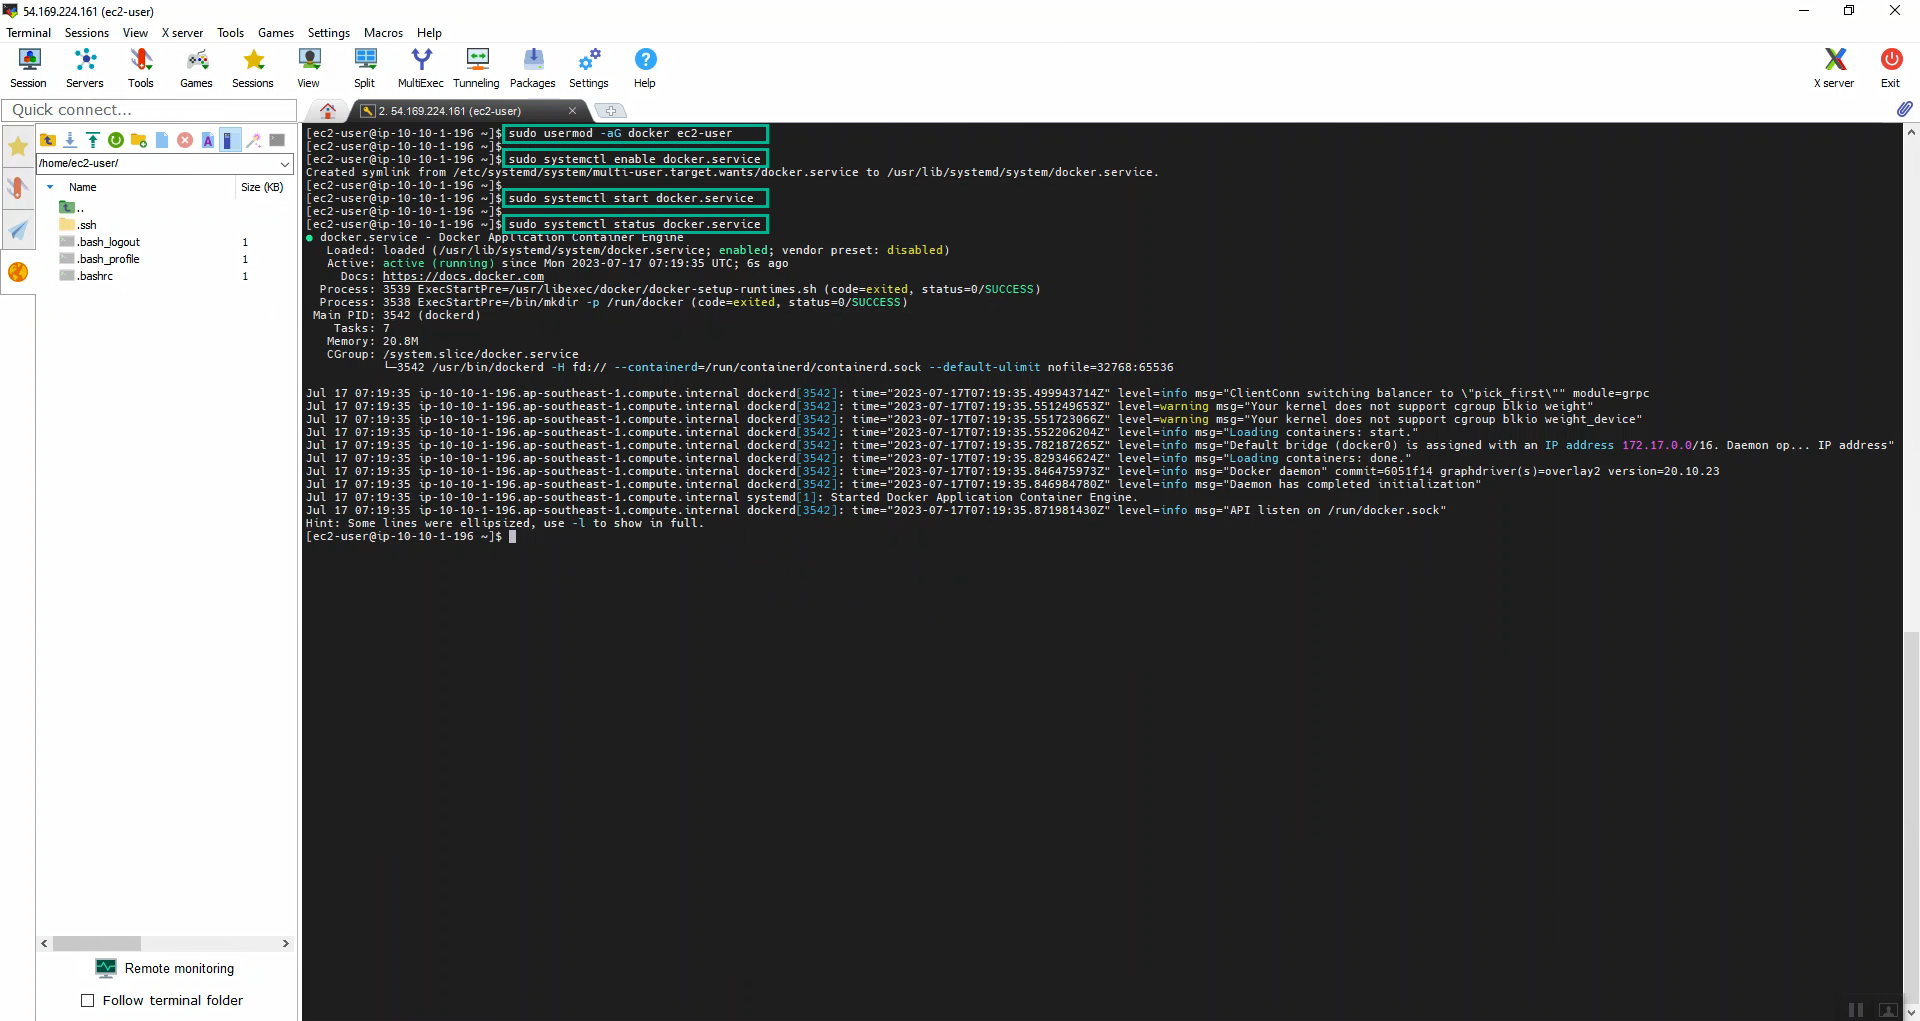 54.169.224.161 (ec2-user)
Terminal Sessions View X server Tools Games Settings Macros Help
Session Servers Tools Games Sessions View Split MultiExec Tunneling Packages Settings Help X server Exit
Quick connect...
2. 54.169.224.161 (ec2-user)
/home/ec2-user/
Name Size (KB)
..
.ssh
.bash_logout 1
.bash_profile 1
.bashrc 1
Remote monitoring
Follow terminal folder
[ec2-user@ip-10-10-1-196 ~]$ sudo usermod -aG docker ec2-user
[ec2-user@ip-10-10-1-196 ~]$
[ec2-user@ip-10-10-1-196 ~]$ sudo systemctl enable docker.service
Created symlink from /etc/systemd/system/multi-user.target.wants/docker.service to /usr/lib/systemd/system/docker.service.
[ec2-user@ip-10-10-1-196 ~]$
[ec2-user@ip-10-10-1-196 ~]$ sudo systemctl start docker.service
[ec2-user@ip-10-10-1-196 ~]$
[ec2-user@ip-10-10-1-196 ~]$ sudo systemctl status docker.service
● docker.service - Docker Application Container Engine
Loaded: loaded (/usr/lib/systemd/system/docker.service; enabled; vendor preset: disabled)
Active: active (running) since Mon 2023-07-17 07:19:35 UTC; 6s ago
Docs: https://docs.docker.com
Process: 3539 ExecStartPre=/usr/libexec/docker/docker-setup-runtimes.sh (code=exited, status=0/SUCCESS)
Process: 3538 ExecStartPre=/bin/mkdir -p /run/docker (code=exited, status=0/SUCCESS)
Main PID: 3542 (dockerd)
Tasks: 7
Memory: 20.8M
CGroup: /system.slice/docker.service
└─3542 /usr/bin/dockerd -H fd:// --containerd=/run/containerd/containerd.sock --default-ulimit nofile=32768:65536
Jul 17 07:19:35 ip-10-10-1-196.ap-southeast-1.compute.internal dockerd[3542]: time="2023-07-17T07:19:35.499943714Z" level=info msg="ClientConn switching balancer to \"pick_first\"" module=grpc
Jul 17 07:19:35 ip-10-10-1-196.ap-southeast-1.compute.internal dockerd[3542]: time="2023-07-17T07:19:35.551249653Z" level=warning msg="Your kernel does not support cgroup blkio weight"
Jul 17 07:19:35 ip-10-10-1-196.ap-southeast-1.compute.internal dockerd[3542]: time="2023-07-17T07:19:35.551723066Z" level=warning msg="Your kernel does not support cgroup blkio weight_device"
Jul 17 07:19:35 ip-10-10-1-196.ap-southeast-1.compute.internal dockerd[3542]: time="2023-07-17T07:19:35.552206204Z" level=info msg="Loading containers: start."
Jul 17 07:19:35 ip-10-10-1-196.ap-southeast-1.compute.internal dockerd[3542]: time="2023-07-17T07:19:35.782187265Z" level=info msg="Default bridge (docker0) is assigned with an IP address 172.17.0.0/16. Daemon op... IP address"
Jul 17 07:19:35 ip-10-10-1-196.ap-southeast-1.compute.internal dockerd[3542]: time="2023-07-17T07:19:35.829346624Z" level=info msg="Loading containers: done."
Jul 17 07:19:35 ip-10-10-1-196.ap-southeast-1.compute.internal dockerd[3542]: time="2023-07-17T07:19:35.846475973Z" level=info msg="Docker daemon" commit=6051f14 graphdriver(s)=overlay2 version=20.10.23
Jul 17 07:19:35 ip-10-10-1-196.ap-southeast-1.compute.internal dockerd[3542]: time="2023-07-17T07:19:35.846984780Z" level=info msg="Daemon has completed initialization"
Jul 17 07:19:35 ip-10-10-1-196.ap-southeast-1.compute.internal systemd[1]: Started Docker Application Container Engine.
Jul 17 07:19:35 ip-10-10-1-196.ap-southeast-1.compute.internal dockerd[3542]: time="2023-07-17T07:19:35.871981430Z" level=info msg="API listen on /run/docker.sock"
Hint: Some lines were ellipsized, use -l to show in full.
[ec2-user@ip-10-10-1-196 ~]$